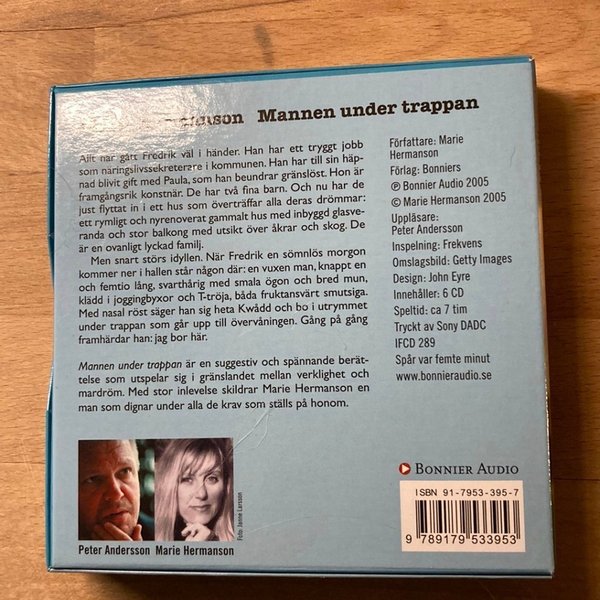 Mannen under trappan
Allt har gått Fredrik väl i händer. Han har ett tryggt jobb
som näringslivssekreterare i kommunen. Han har till sin häp-
nad blivit gift med Paula, som han beundrar gränslöst. Hon är
framgångsrik konstnär. De har två fina barn. Och nu har de
just flyttat in i ett hus som överträffar alla deras drömmar:
ett rymligt och nyrenoverat gammalt hus med inbyggd glasve-
randa och stor balkong med utsikt över åkrar och skog. De
är en ovanligt lyckad familj.
Men snart störs idyllen. När Fredrik en sömnlös morgon
kommer ner i hallen står någon där: en vuxen man, knappt en
och femtio lång, svarthårig med smala ögon och bred mun,
klädd i joggingbyxor och T-tröja, båda fruktansvärt smutsiga.
Med nasal röst säger han sig heta Kwådd och bo i utrymmet
under trappan som går upp till övervåningen. Gång på gång
framhärdar han: jag bor här.
Mannen under trappan är en suggestiv och spännande berät-
telse som utspelar sig i gränslandet mellan verklighet och
mardröm. Med stor inlevelse skildrar Marie Hermanson en
man som dignar under alla de krav som ställs på honom.
Författare: Marie
Hermanson
Förlag: Bonniers
℗ Bonnier Audio 2005
© Marie Hermanson 2005
Uppläsare:
Peter Andersson
Inspelning: Frekvens
Omslagsbild: Getty Images
Design: John Eyre
Innehåller: 6 CD
Speltid: ca 7 tim
Tryckt av Sony DADC
IFCD 289
Spår var femte minut
www.bonnieraudio.se
Foto: Janne Larsson
Peter Andersson Marie Hermanson
BONNIER AUDIO
ISBN 91-7953-395-7
9 789179 533953